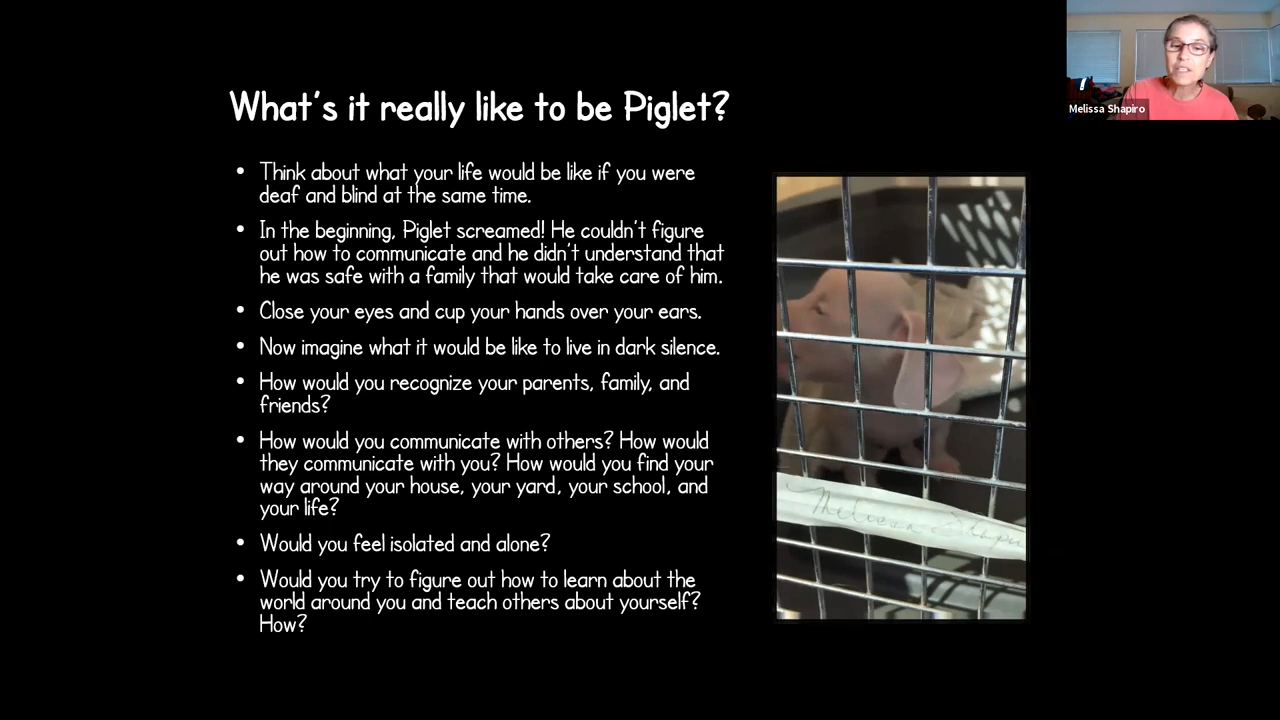 Melissa Shapiro
What's it really like to be Piglet?
• Think about what your life would be like if you were
deaf and blind at the same time.
• In the beginning, Piglet screamed! He couldn't figure
out how to communicate and he didn't understand that
he was safe with a family that would take care of him.
• Close your eyes and cup your hands over your ears.
• Now imagine what it would be like to live in dark silence.
• How would you recognize your parents, family, and
friends?
• How would you communicate with others? How would
they communicate with you? How would you find your
way around your house, your yard, your school, and
your life?
• Would you feel isolated and alone?
• Would you try to figure out how to learn about the
world around you and teach others about yourself?
How?
Melissa